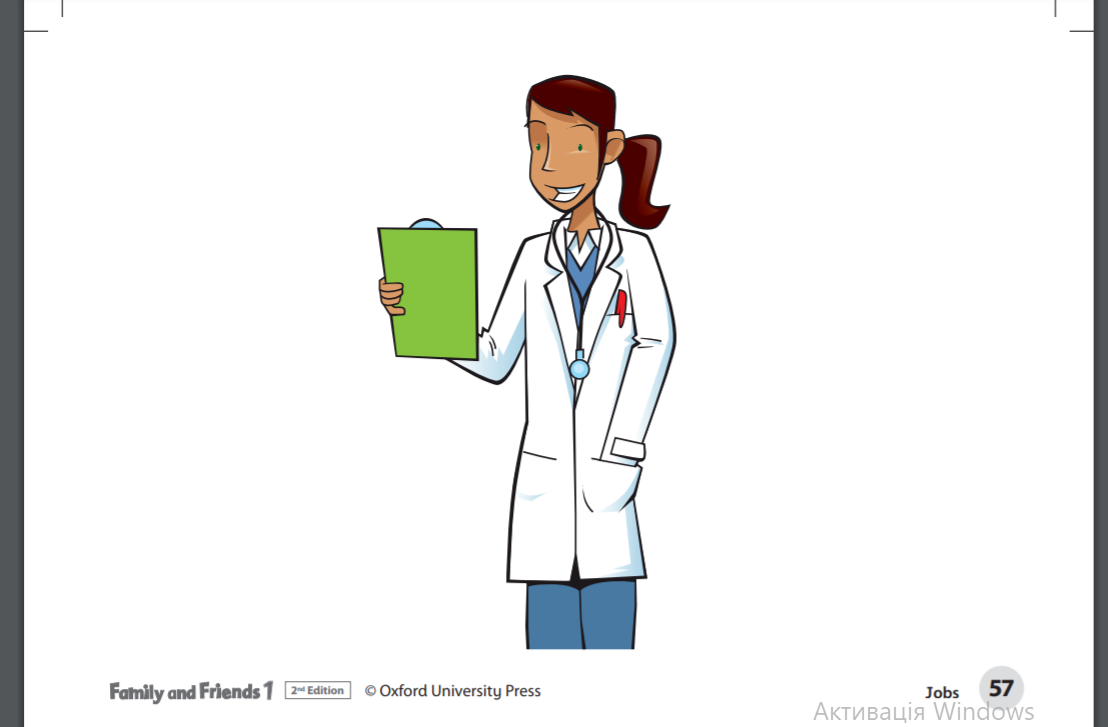 Family and Friends 1 2nd Edition © Oxford University Press
Jobs 57
Активація Windows